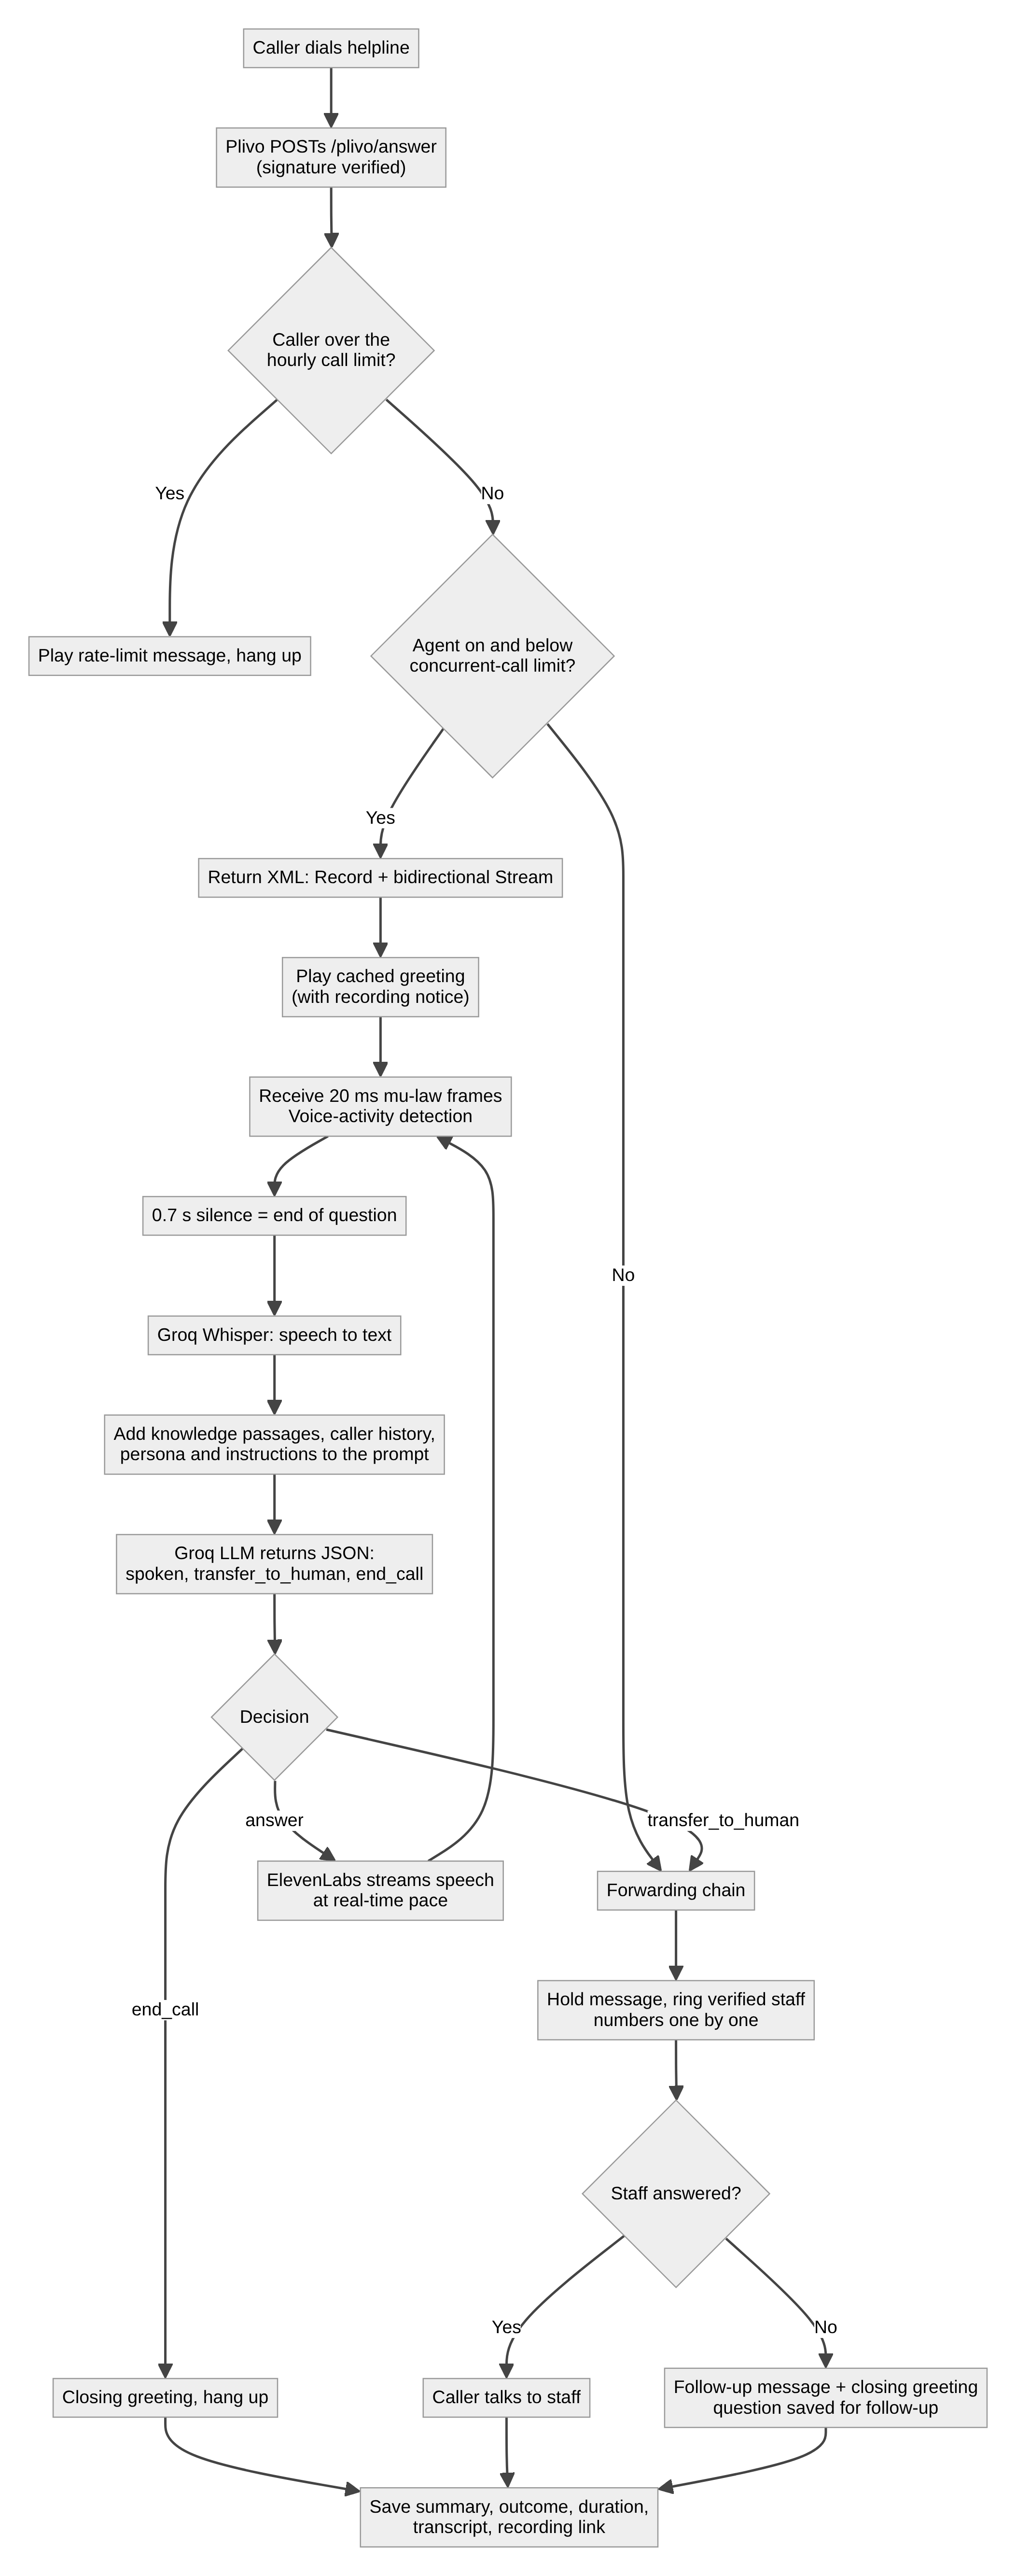 Caller dials helpline
Plivo POSTs /plivo/answer
(signature verified)
Caller over the
hourly call limit?
Yes
No
Play rate-limit message, hang up
Agent on and below
concurrent-call limit?
Yes
Return XML: Record + bidirectional Stream
Play cached greeting
(with recording notice)
Receive 20 ms mu-law frames
Voice-activity detection
0.7 s silence = end of question
No
Groq Whisper: speech to text
Add knowledge passages, caller history,
persona and instructions to the prompt
Groq LLM returns JSON:
spoken, transfer_to_human, end_call
Decision
answer
transfer_to_human
ElevenLabs streams speech
at real-time pace
Forwarding chain
end_call
Hold message, ring verified staff
numbers one by one
Staff answered?
Yes
No
Closing greeting, hang up
Caller talks to staff
Follow-up message + closing greeting
question saved for follow-up
Save summary, outcome, duration,
transcript, recording link